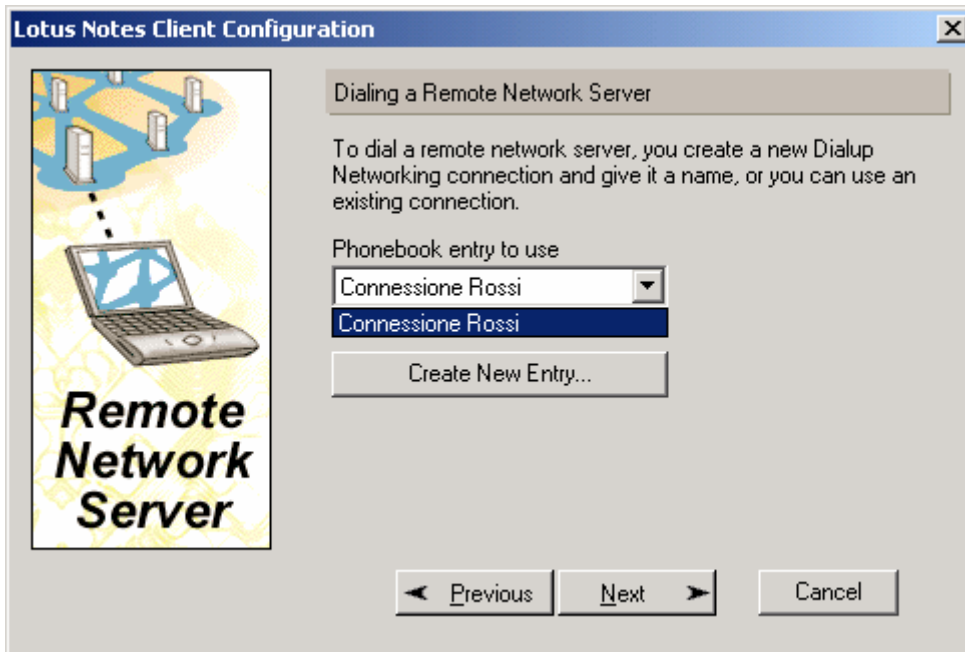 Lotus Notes Client Configuration
Dialing a Remote Network Server
To dial a remote network server, you create a new Dialup
Networking connection and give it a name, or you can use an
existing connection.
Phonebook entry to use
Connessione Rossi
Connessione Rossi
Create New Entry...
Remote
Network
Server
Previous
Next
Cancel